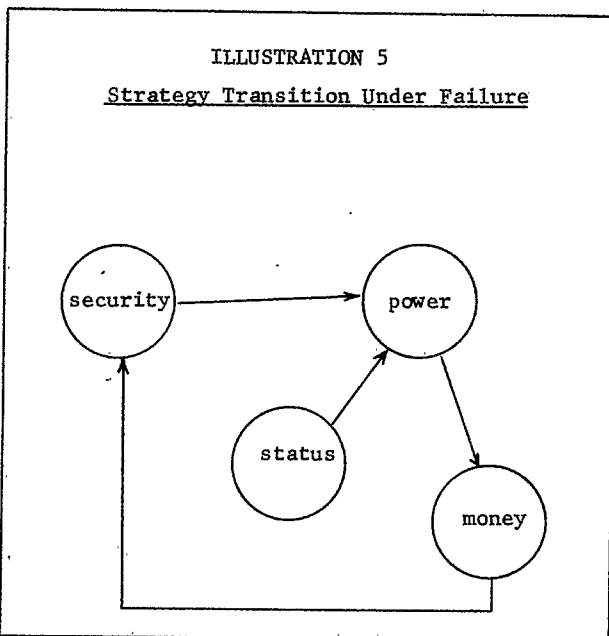 ILLUSTRATION 5
Strategy Transition Under Failure
security
power
status
money